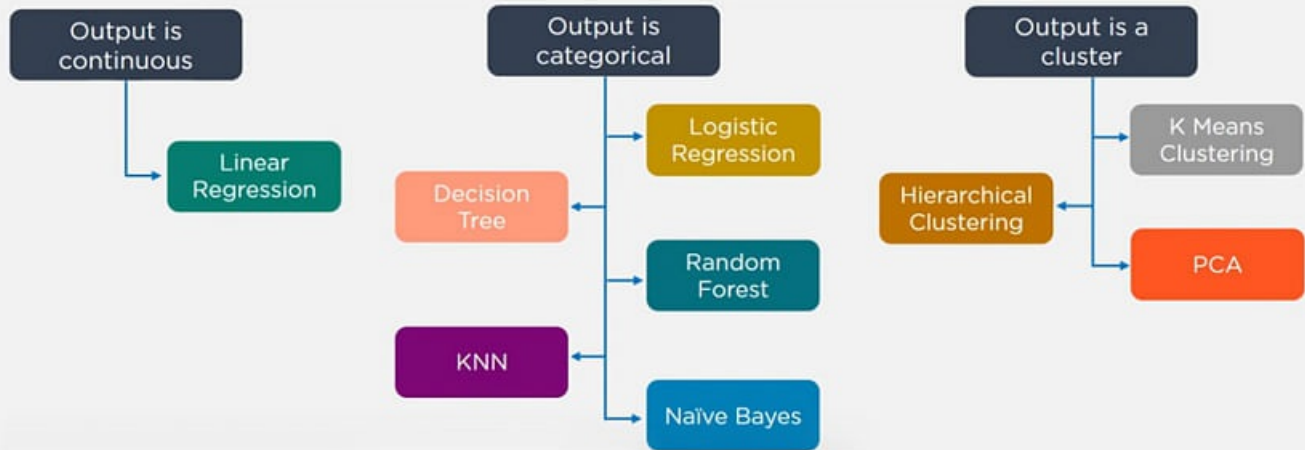 Output is
continuous
Linear
Regression
Output is
categorical
Logistic
Regression
Decision
Tree
Random
Forest
KNN
Naïve Bayes
Output is a
cluster
K Means
Clustering
Hierarchical
Clustering
PCA